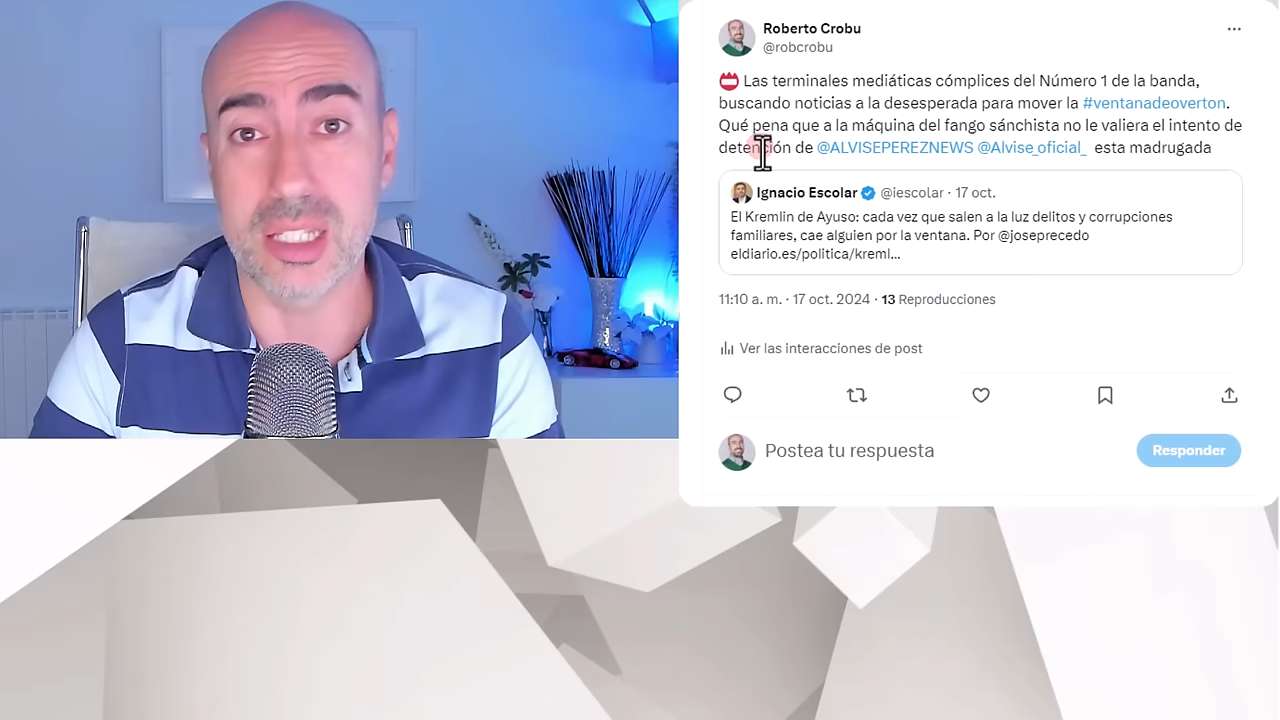 Roberto Crobu
@robcrobu
Las terminales mediáticas cómplices del Número 1 de la banda,
buscando noticias a la desesperada para mover la #ventanadeoverton.
Qué pena que a la máquina del fango sánchista no le valiera el intento de
detención de @ALVISEPEREZNEWS @Alvise_oficial_ esta madrugada
Ignacio Escolar @iescolar · 17 oct.
El Kremlin de Ayuso: cada vez que salen a la luz delitos y corrupciones
familiares, cae alguien por la ventana. Por @joseprecedo
eldiario.es/politica/kreml...
11:10 a. m. · 17 oct. 2024 · 13 Reproducciones
Ver las interacciones de post
Postea tu respuesta
Responder